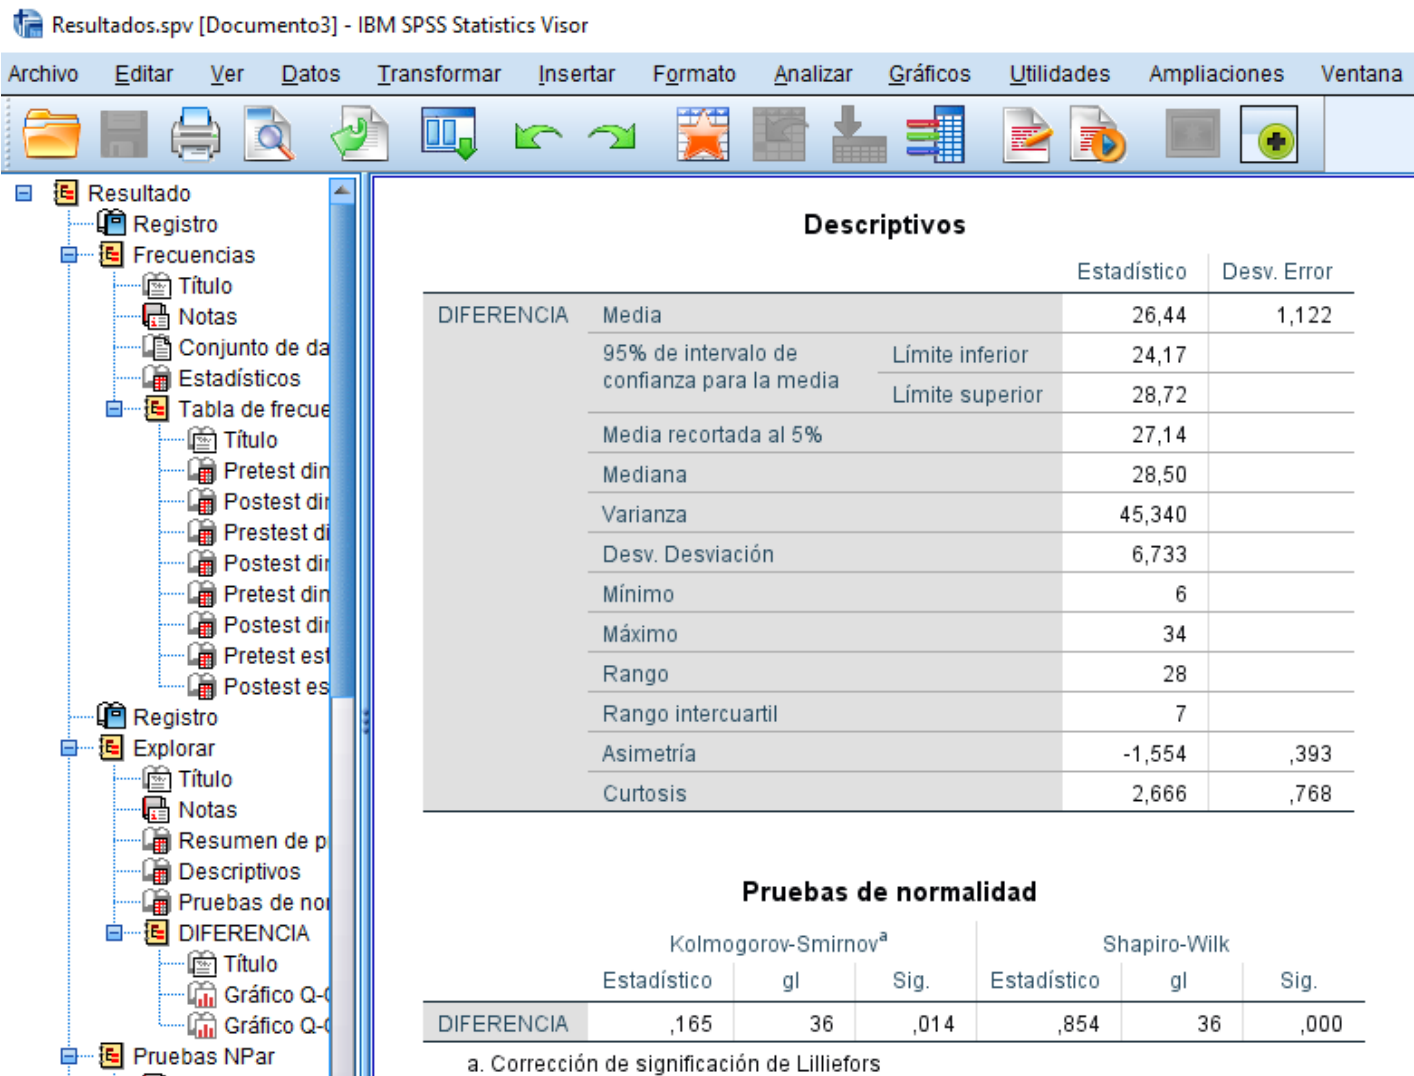 Resultados.spv [Documento3] - IBM SPSS Statistics Visor
Archivo Editar Ver Datos Transformar Insertar Formato Analizar Gráficos Utilidades Ampliaciones Ventana
Resultado
Registro
Frecuencias
Título
Notas
Conjunto de da
Estadísticos
Tabla de frecue
Título
Pretest din
Postest dir
Prestest di
Postest dir
Pretest din
Postest dir
Pretest est
Postest es
Registro
Explorar
Título
Notas
Resumen de p
Descriptivos
Pruebas de nor
DIFERENCIA
Título
Gráfico Q-Q
Gráfico Q-Q
Pruebas NPar
Descriptivos
Estadístico Desv. Error
DIFERENCIA Media 26,44 1,122
95% de intervalo de
confianza para la media
Límite inferior 24,17
Límite superior 28,72
Media recortada al 5% 27,14
Mediana 28,50
Varianza 45,340
Desv. Desviación 6,733
Mínimo 6
Máximo 34
Rango 28
Rango intercuartil 7
Asimetría -1,554 ,393
Curtosis 2,666 ,768
Pruebas de normalidad
Kolmogorov-Smirnov<sup>a</sup> Shapiro-Wilk
Estadístico gl Sig. Estadístico gl Sig.
DIFERENCIA ,165 36 ,014 ,854 36 ,000
a. Corrección de significación de Lilliefors